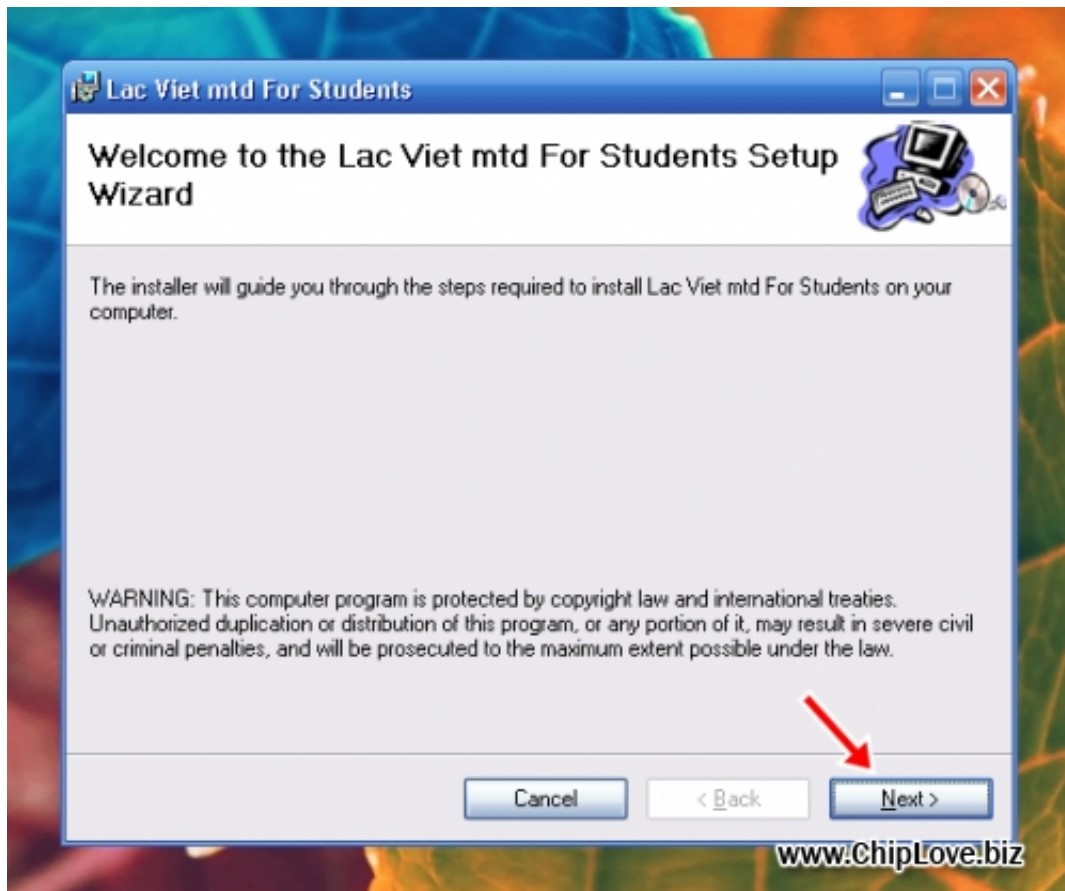 Lac Viet mtd For Students
Welcome to the Lac Viet mtd For Students Setup
Wizard
The installer will guide you through the steps required to install Lac Viet mtd For Students on your
computer.
WARNING: This computer program is protected by copyright law and international treaties.
Unauthorized duplication or distribution of this program, or any portion of it, may result in severe civil
or criminal penalties, and will be prosecuted to the maximum extent possible under the law.
Cancel < Back Next >
www.ChipLove.biz